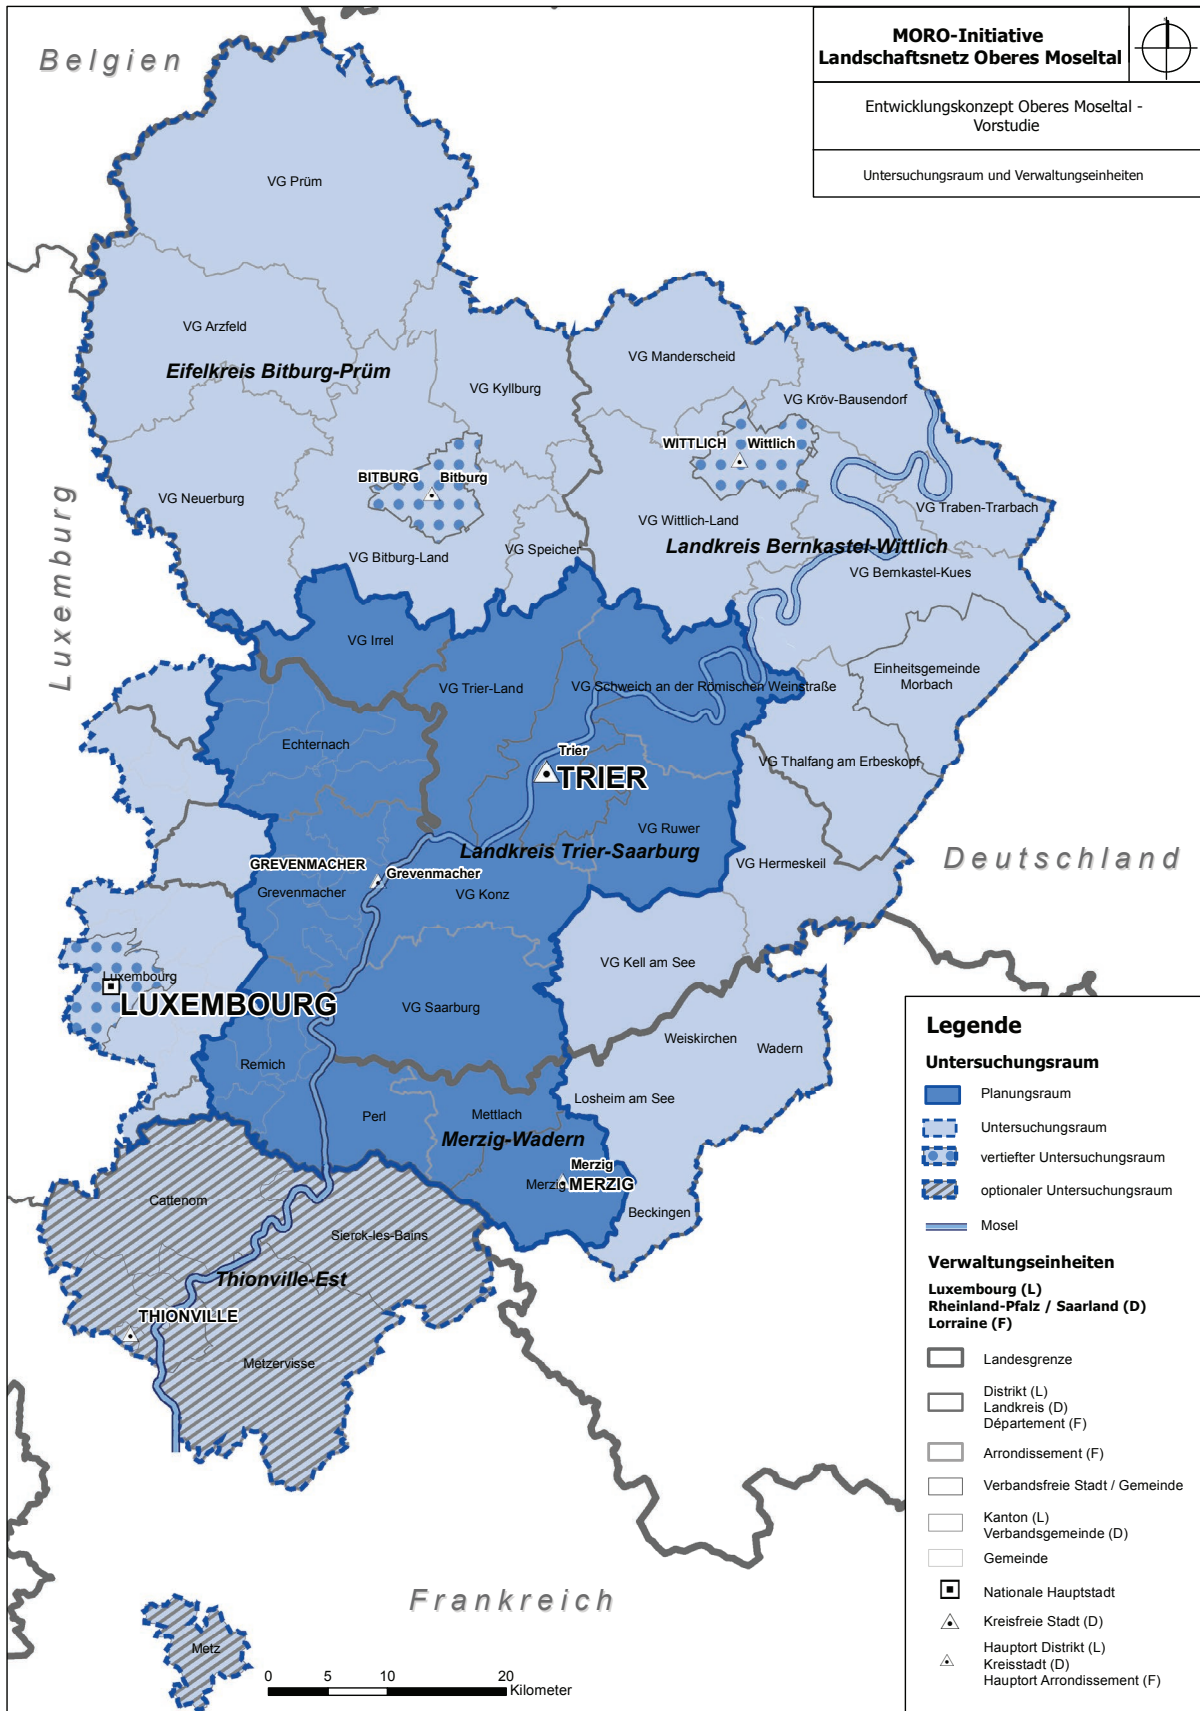 MORO-Initiative
Landschaftsnetz Oberes Moseltal
Entwicklungskonzept Oberes Moseltal -
Vorstudie
Untersuchungsraum und Verwaltungseinheiten
Belgien
VG Prüm
VG Arzfeld
Eifelkreis Bitburg-Prüm
VG Manderscheid
VG Kyllburg
VG Kröv-Bausendorf
WITTLICH Wittlich
BITBURG Bitburg
VG Neuerburg
VG Traben-Trarbach
VG Wittlich-Land
Landkreis Bernkastel-Wittlich
VG Speicher
VG Bitburg-Land
VG Bernkastel-Kues
Luxemburg
VG Irrel
Einheitsgemeinde
Morbach
VG Trier-Land
VG Schweich an der Römischen Weinstraße
Echternach
Trier
TRIER
VG Thalfang am Erbeskopf
VG Ruwer
Landkreis Trier-Saarburg
Deutschland
GREVENMACHER
Grevenmacher
Grevenmacher
VG Konz
VG Hermeskeil
VG Kell am See
Luxembourg
LUXEMBOURG
VG Saarburg
Weiskirchen
Wadern
Remich
Losheim am See
Perl
Mettlach
Merzig-Wadern
Merzig
Merzig
MERZIG
Cattenom
Beckingen
Sierck-les-Bains
Thionville-Est
THIONVILLE
Metzervisse
Frankreich
Metz
0 5 10 20
Kilometer
Legende
Untersuchungsraum
Planungsraum
Untersuchungsraum
vertiefter Untersuchungsraum
optionaler Untersuchungsraum
Mosel
Verwaltungseinheiten
Luxembourg (L)
Rheinland-Pfalz / Saarland (D)
Lorraine (F)
Landesgrenze
Distrikt (L)
Landkreis (D)
Département (F)
Arrondissement (F)
Verbandsfreie Stadt / Gemeinde
Kanton (L)
Verbandsgemeinde (D)
Gemeinde
Nationale Hauptstadt
Kreisfreie Stadt (D)
Hauptort Distrikt (L)
Kreisstadt (D)
Hauptort Arrondissement (F)